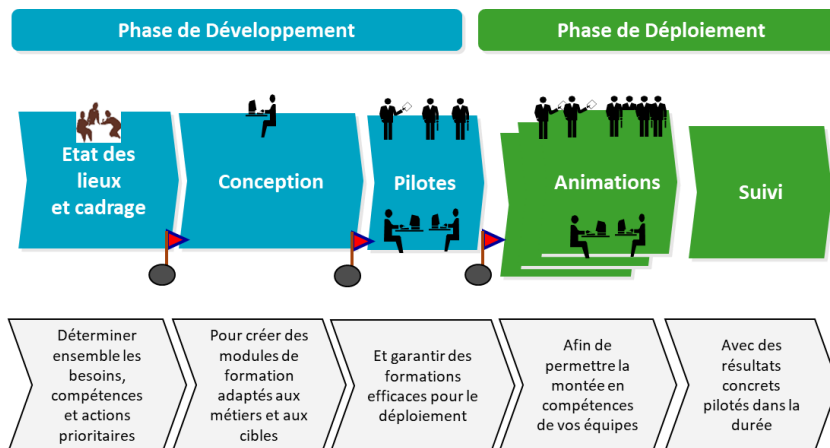 Phase de Développement
Phase de Déploiement
Etat des
lieux
et cadrage
Conception
Pilotes
Animations
Suivi
Déterminer
ensemble les
besoins,
compétences
et actions
prioritaires
Pour créer des
modules de
formation
adaptés aux
métiers et aux
cibles
Et garantir des
formations
efficaces pour le
déploiement
Afin de
permettre la
montée en
compétences
de vos équipes
Avec des
résultats
concrets
pilotés dans la
durée